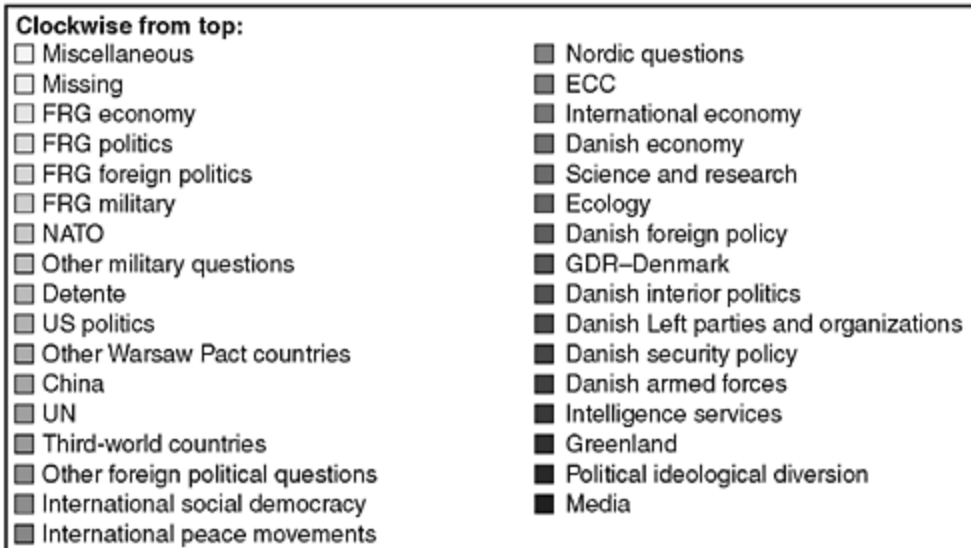 Clockwise from top:
Miscellaneous
Missing
FRG economy
FRG politics
FRG foreign politics
FRG military
NATO
Other military questions
Detente
US politics
Other Warsaw Pact countries
China
UN
Third-world countries
Other foreign political questions
International social democracy
International peace movements
Nordic questions
ECC
International economy
Danish economy
Science and research
Ecology
Danish foreign policy
GDR–Denmark
Danish interior politics
Danish Left parties and organizations
Danish security policy
Danish armed forces
Intelligence services
Greenland
Political ideological diversion
Media